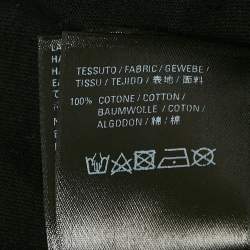 TESSUTO / FABRIC / GEWEBE /
TISSU / TEJIDO / 表地 / 面料
100% COTONE / COTTON /
BAUMWOLLE / COTON /
ALGODON / 綿 / 棉